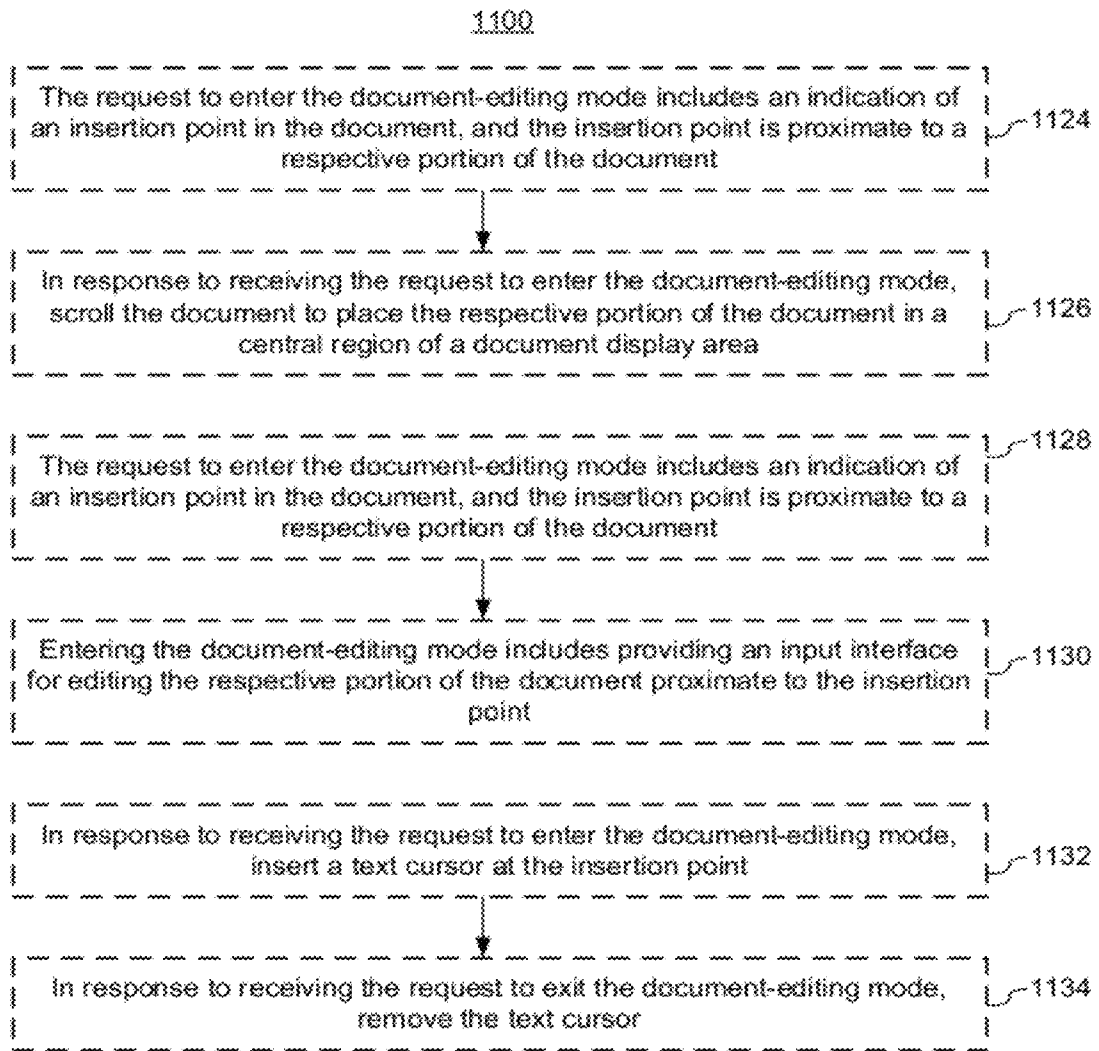 1100
The request to enter the document-editing mode includes an indication of
an insertion point in the document, and the insertion point is proximate to a
respective portion of the document
1124
In response to receiving the request to enter the document-editing mode,
scroll the document to place the respective portion of the document in a
central region of a document display area
1126
The request to enter the document-editing mode includes an indication of
an insertion point in the document, and the insertion point is proximate to a
respective portion of the document
1128
Entering the document-editing mode includes providing an input interface
for editing the respective portion of the document proximate to the insertion
point
1130
In response to receiving the request to enter the document-editing mode,
insert a text cursor at the insertion point
1132
In response to receiving the request to exit the document-editing mode,
remove the text cursor
1134